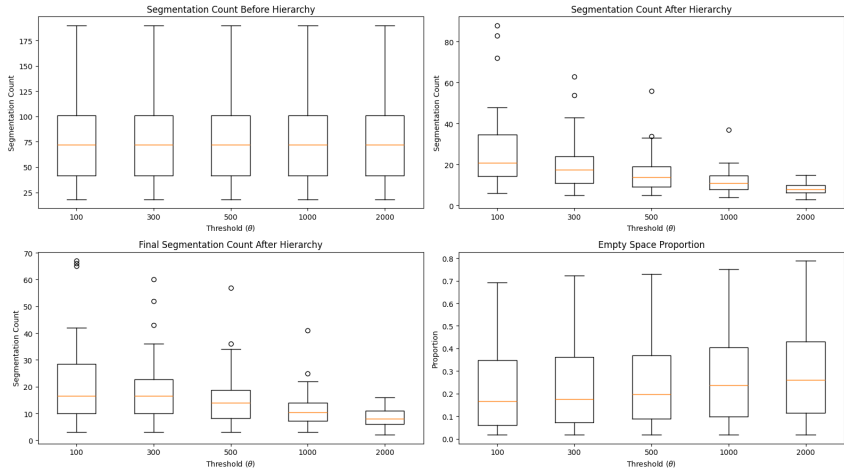 Segmentation Count Before Hierarchy
Segmentation Count
175
150
125
100
75
50
25
100 300 500 1000 2000
Threshold (θ)
Segmentation Count After Hierarchy
Segmentation Count
80
60
40
20
0
100 300 500 1000 2000
Threshold (θ)
Final Segmentation Count After Hierarchy
Segmentation Count
70
60
50
40
30
20
10
0
100 300 500 1000 2000
Threshold (θ)
Empty Space Proportion
Proportion
0.8
0.7
0.6
0.5
0.4
0.3
0.2
0.1
0.0
100 300 500 1000 2000
Threshold (θ)